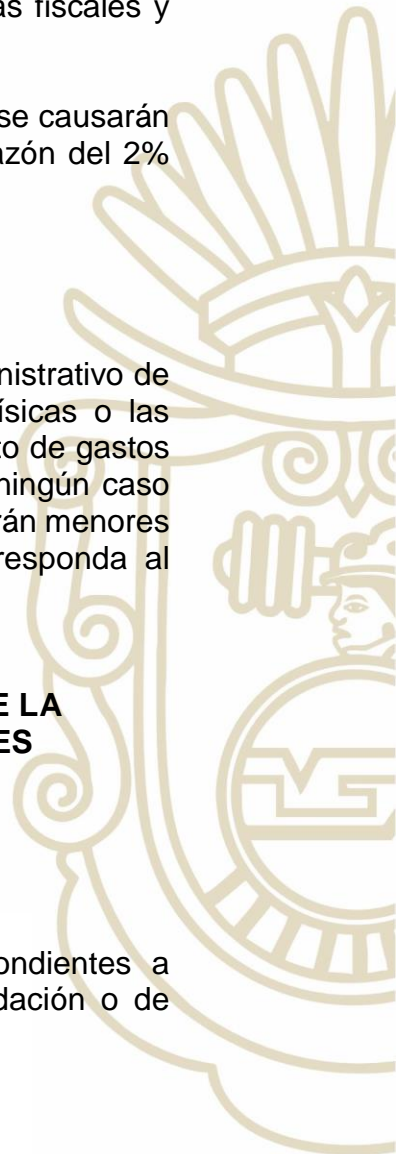 as fiscales y
se causarán
azón del 2%
nistrativo de
ísicas o las
to de gastos
ningún caso
rán menores
responda al
E LA
ES
ondientes a
dación o de